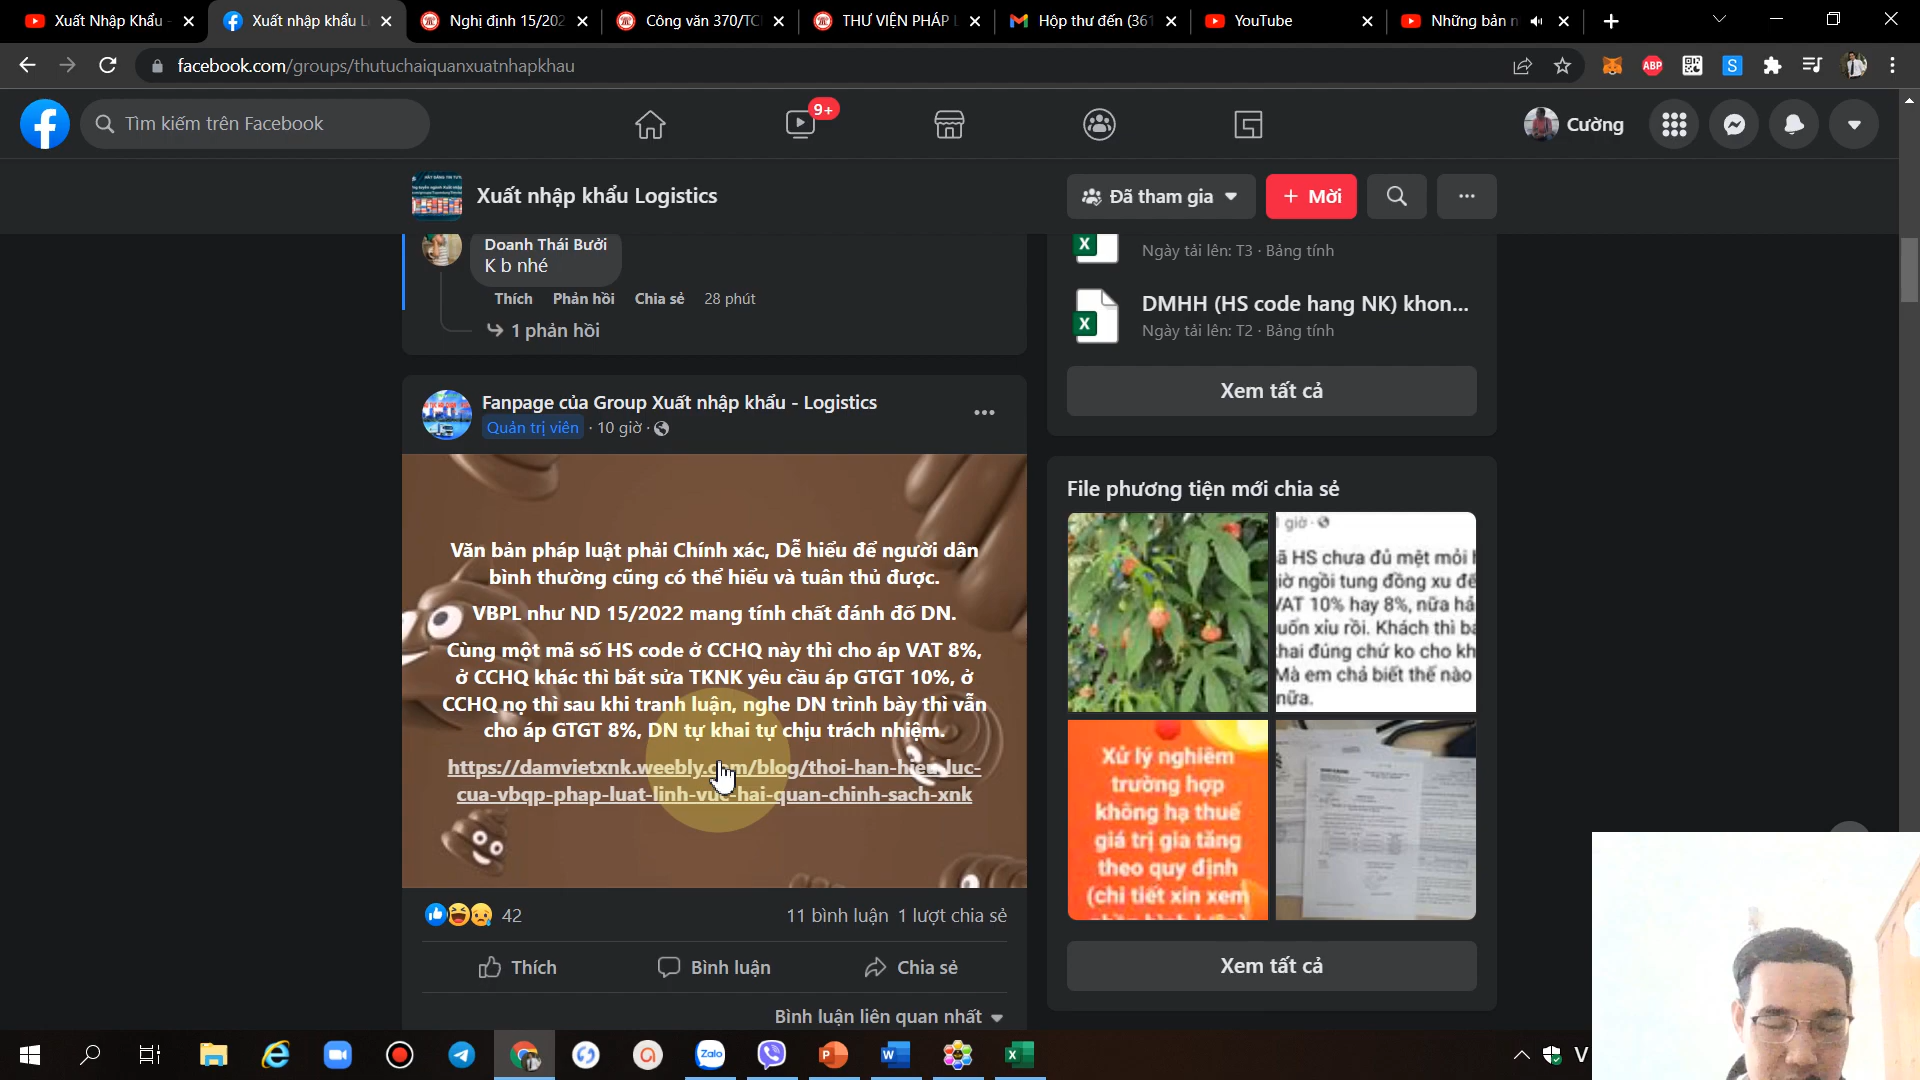 Xuất Nhập Khẩu -
Xuất nhập khẩu L
Nghị định 15/202
Công văn 370/TC
THƯ VIỆN PHÁP L
Hộp thư đến (361
YouTube
Những bản n
facebook.com/groups/thutuchaiquanxuatnhapkhau
ABP
S
Tìm kiếm trên Facebook
9+
Cường
Xuất nhập khẩu Logistics
Đã tham gia
+ Mời
Doanh Thái Bưởi
K b nhé
Thích Phản hồi Chia sẻ 28 phút
1 phản hồi
Fanpage của Group Xuất nhập khẩu - Logistics
Quản trị viên · 10 giờ ·
Văn bản pháp luật phải Chính xác, Dễ hiểu để người dân
bình thường cũng có thể hiểu và tuân thủ được.
VBPL như ND 15/2022 mang tính chất đánh đố DN.
Cùng một mã số HS code ở CCHQ này thì cho áp VAT 8%,
ở CCHQ khác thì bắt sửa TKNK yêu cầu áp GTGT 10%, ở
CCHQ nọ thì sau khi tranh luận, nghe DN trình bày thì vẫn
cho áp GTGT 8%, DN tự khai tự chịu trách nhiệm.
https://damvietxnk.weebly.com/blog/thoi-han-hieu-luc-
cua-vbqp-phap-luat-linh-vuc-hai-quan-chinh-sach-xnk
42
11 bình luận 1 lượt chia sẻ
Thích
Bình luận
Chia sẻ
Bình luận liên quan nhất
X
Ngày tải lên: T3 · Bảng tính
X
DMHH (HS code hang NK) khon...
Ngày tải lên: T2 · Bảng tính
Xem tất cả
File phương tiện mới chia sẻ
giờ ·
ã HS chưa đủ mệt mỏi h
iờ ngồi tung đồng xu để
VAT 10% hay 8%, nữa hả
uốn xỉu rồi. Khách thì bả
khai đúng chứ ko cho kh
Mà em chả biết thế nào
nữa.
Xử lý nghiêm
trường hợp
không hạ thuế
giá trị gia tăng
theo quy định
(chi tiết xin xem
Xem tất cả
Zalo
P
W
X
V